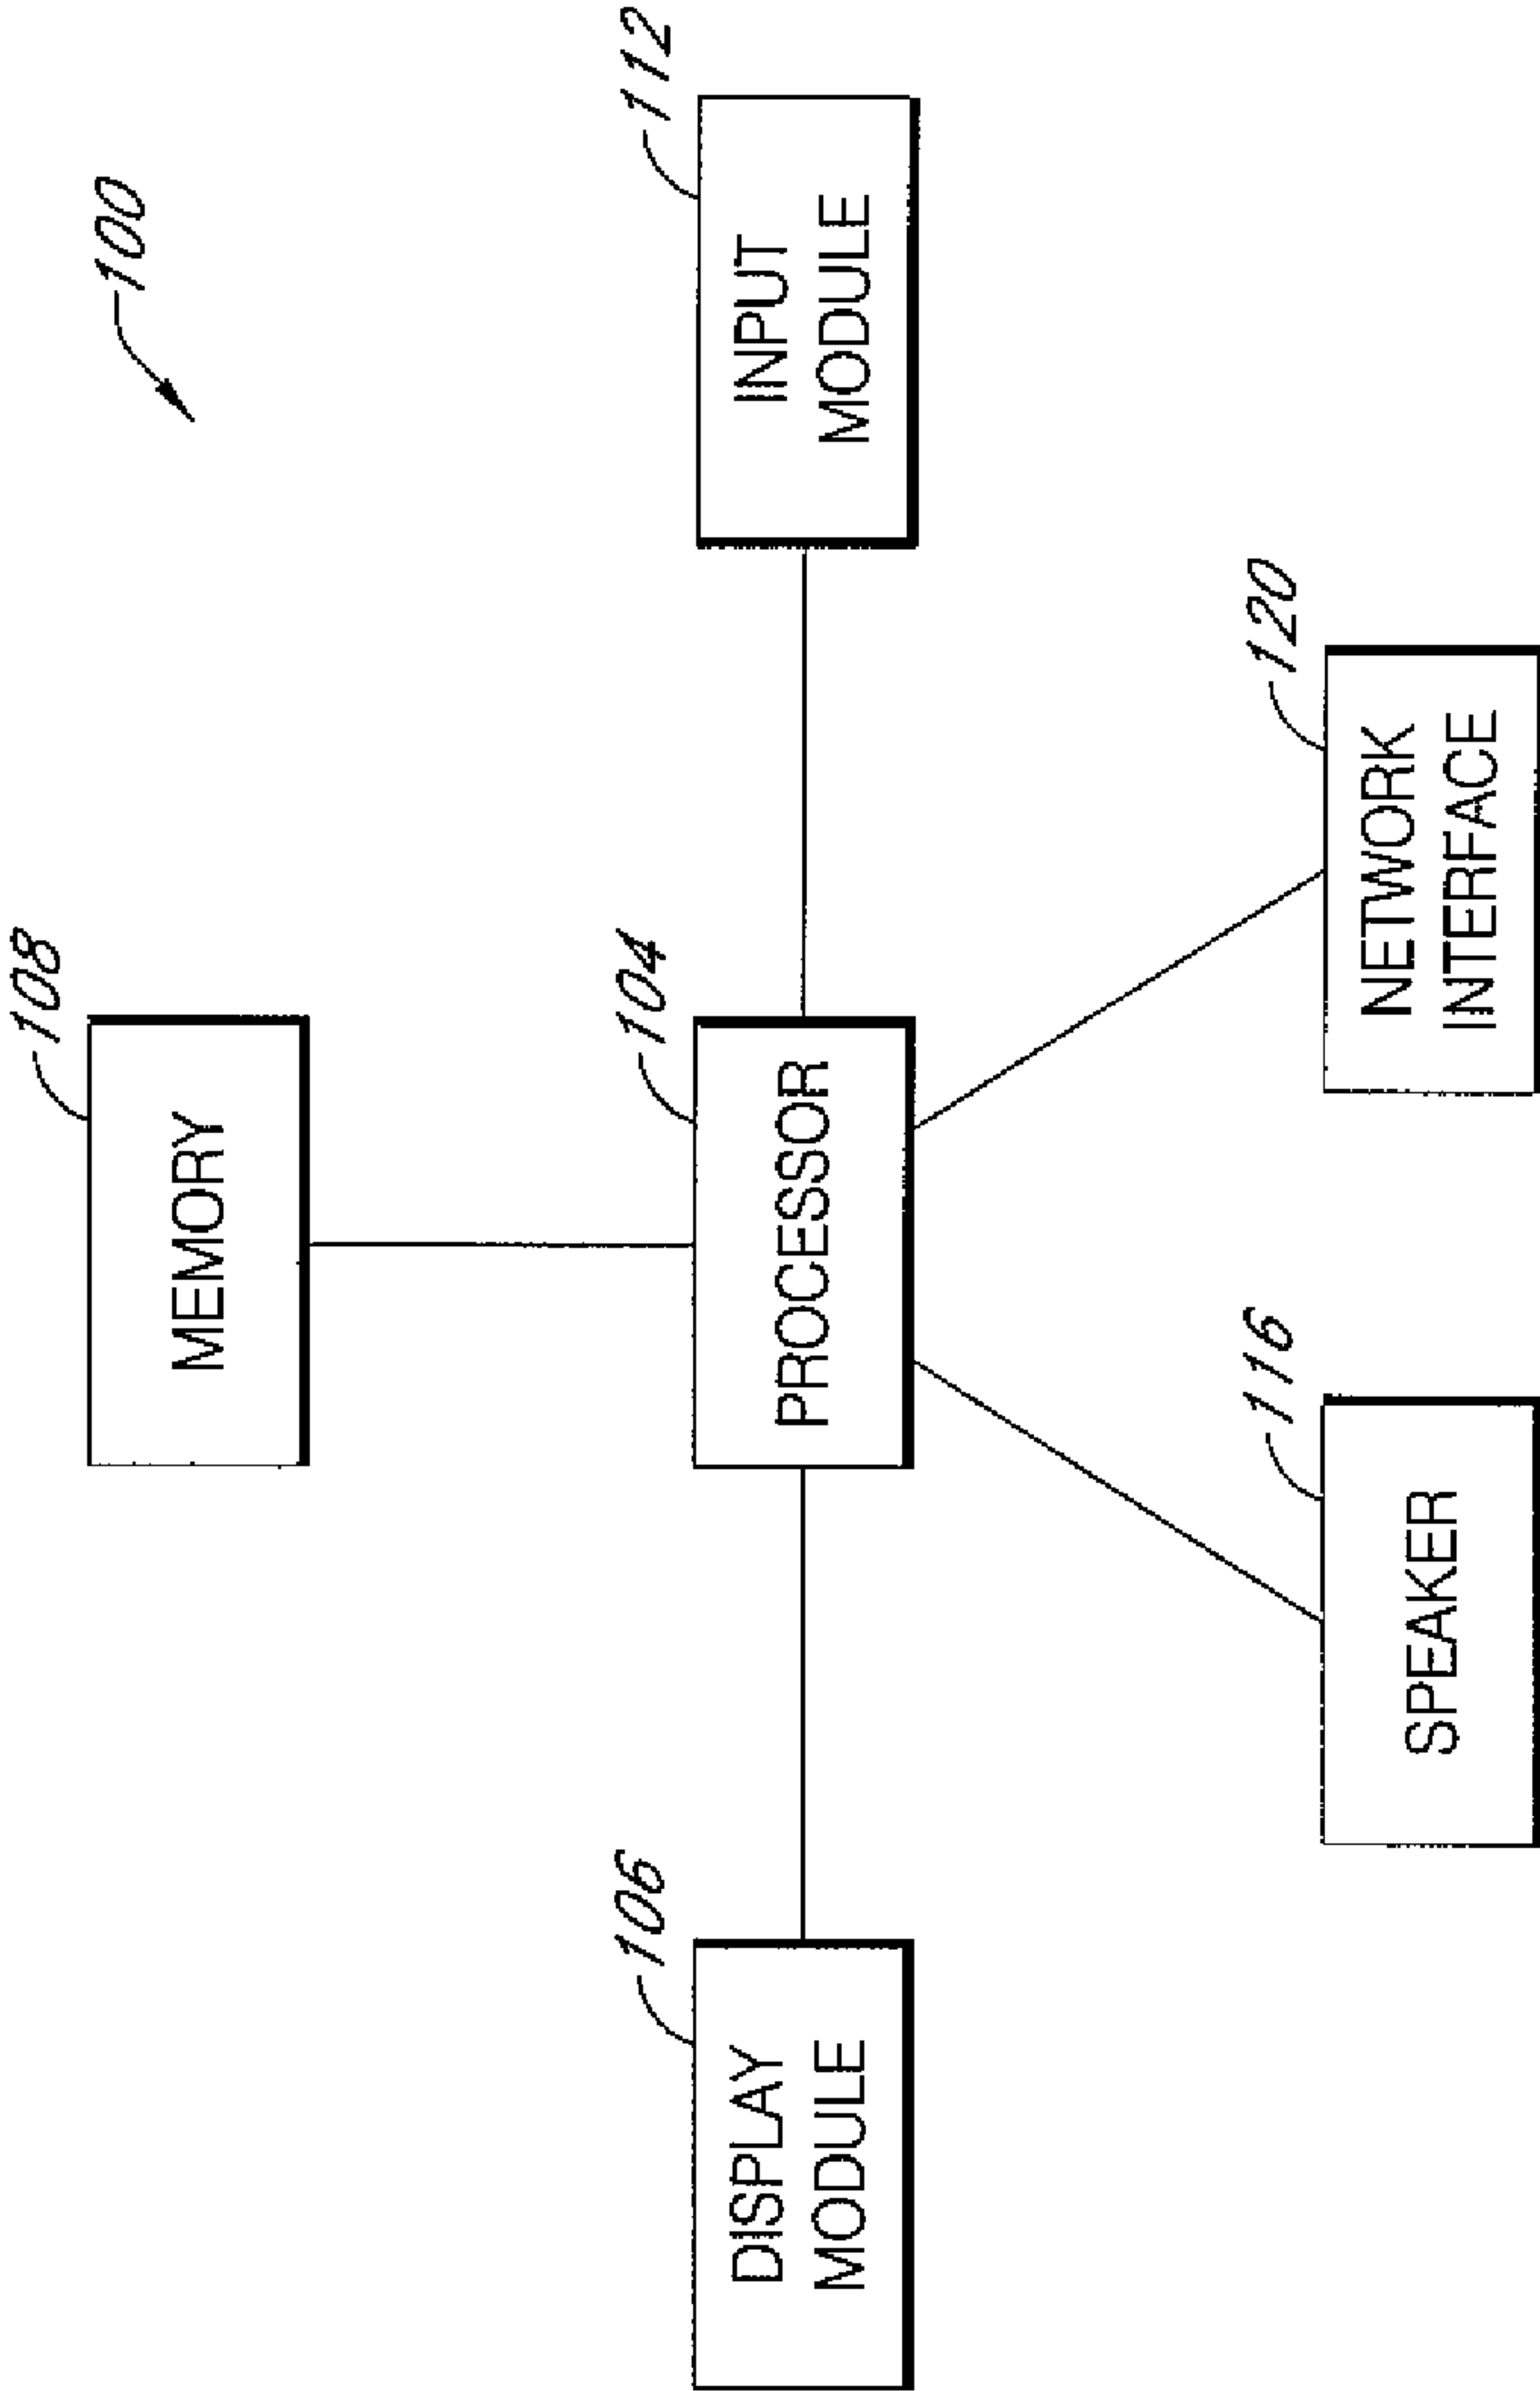 100
108
MEMORY
106
DISPLAY
MODULE
104
PROCESSOR
112
INPUT
MODULE
116
SPEAKER
120
NETWORK
INTERFACE